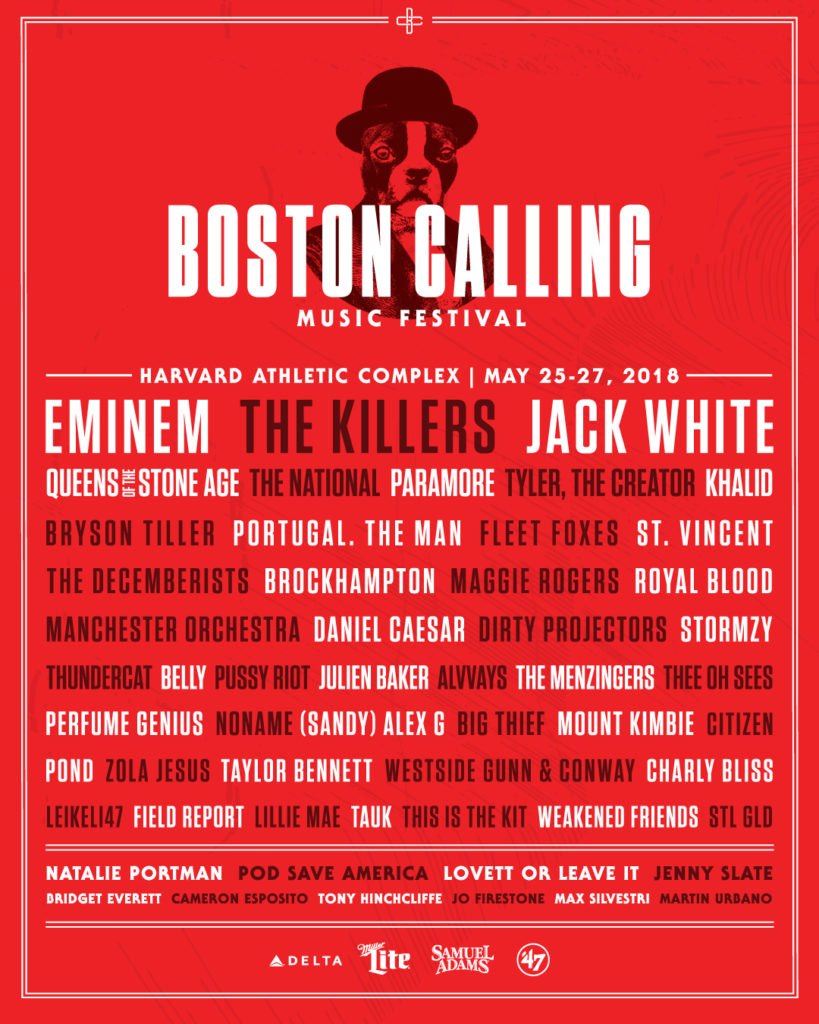 BOSTON CALLING
MUSIC FESTIVAL
HARVARD ATHLETIC COMPLEX | MAY 25-27, 2018
EMINEM THE KILLERS JACK WHITE
QUEENS OF THE STONE AGE THE NATIONAL PARAMORE TYLER, THE CREATOR KHALID
BRYSON TILLER PORTUGAL. THE MAN FLEET FOXES ST. VINCENT
THE DECEMBERISTS BROCKHAMPTON MAGGIE ROGERS ROYAL BLOOD
MANCHESTER ORCHESTRA DANIEL CAESAR DIRTY PROJECTORS STORMZY
THUNDERCAT BELLY PUSSY RIOT JULIEN BAKER ALVVAYS THE MENZINGERS THEE OH SEES
PERFUME GENIUS NONAME (SANDY) ALEX G BIG THIEF MOUNT KIMBIE CITIZEN
POND ZOLA JESUS TAYLOR BENNETT WESTSIDE GUNN & CONWAY CHARLY BLISS
LEIKELI47 FIELD REPORT LILLIE MAE TAUK THIS IS THE KIT WEAKENED FRIENDS STL GLD
NATALIE PORTMAN POD SAVE AMERICA LOVETT OR LEAVE IT JENNY SLATE
BRIDGET EVERETT CAMERON ESPOSITO TONY HINCHCLIFFE JO FIRESTONE MAX SILVESTRI MARTIN URBANO
DELTA Miller Lite SAMUEL ADAMS '47